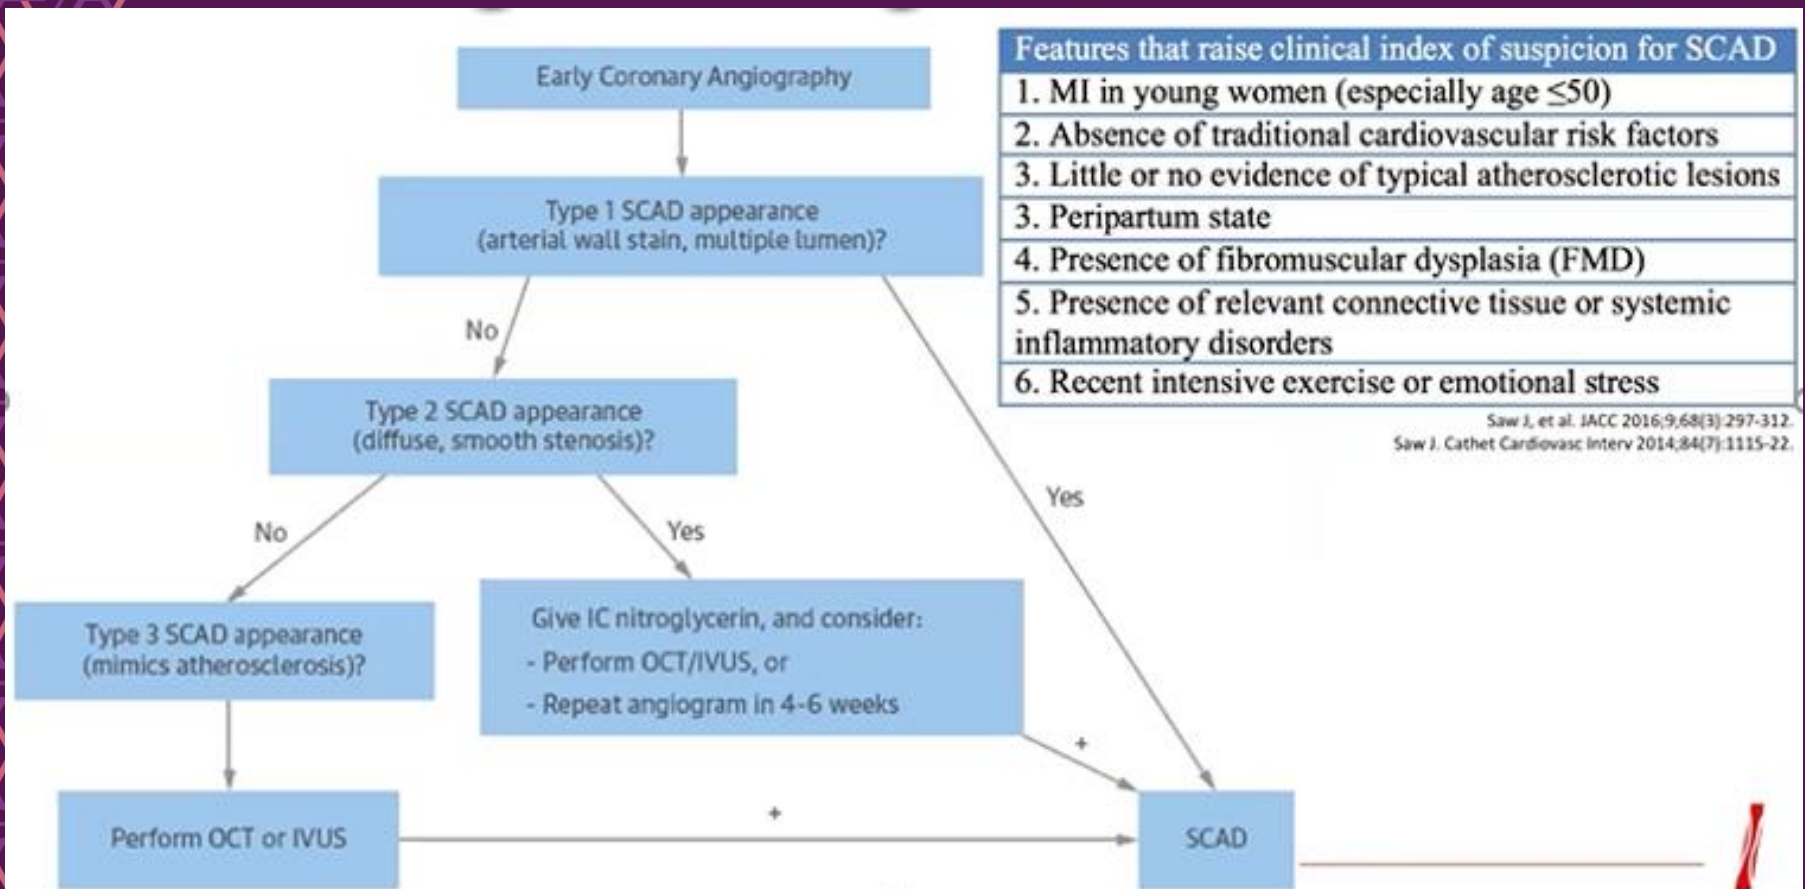 Early Coronary Angiography
Type 1 SCAD appearance
(arterial wall stain, multiple lumen)?
No
Yes
Type 2 SCAD appearance
(diffuse, smooth stenosis)?
No
Yes
Type 3 SCAD appearance
(mimics atherosclerosis)?
Give IC nitroglycerin, and consider:
- Perform OCT/IVUS, or
- Repeat angiogram in 4-6 weeks
+
Perform OCT or IVUS
+
SCAD
Features that raise clinical index of suspicion for SCAD
1. MI in young women (especially age ≤50)
2. Absence of traditional cardiovascular risk factors
3. Little or no evidence of typical atherosclerotic lesions
3. Peripartum state
4. Presence of fibromuscular dysplasia (FMD)
5. Presence of relevant connective tissue or systemic
inflammatory disorders
6. Recent intensive exercise or emotional stress
Saw J, et al. JACC 2016;9;68(3):297-312.
Saw J. Cathet Cardiovasc Interv 2014;84(7):1115-22.